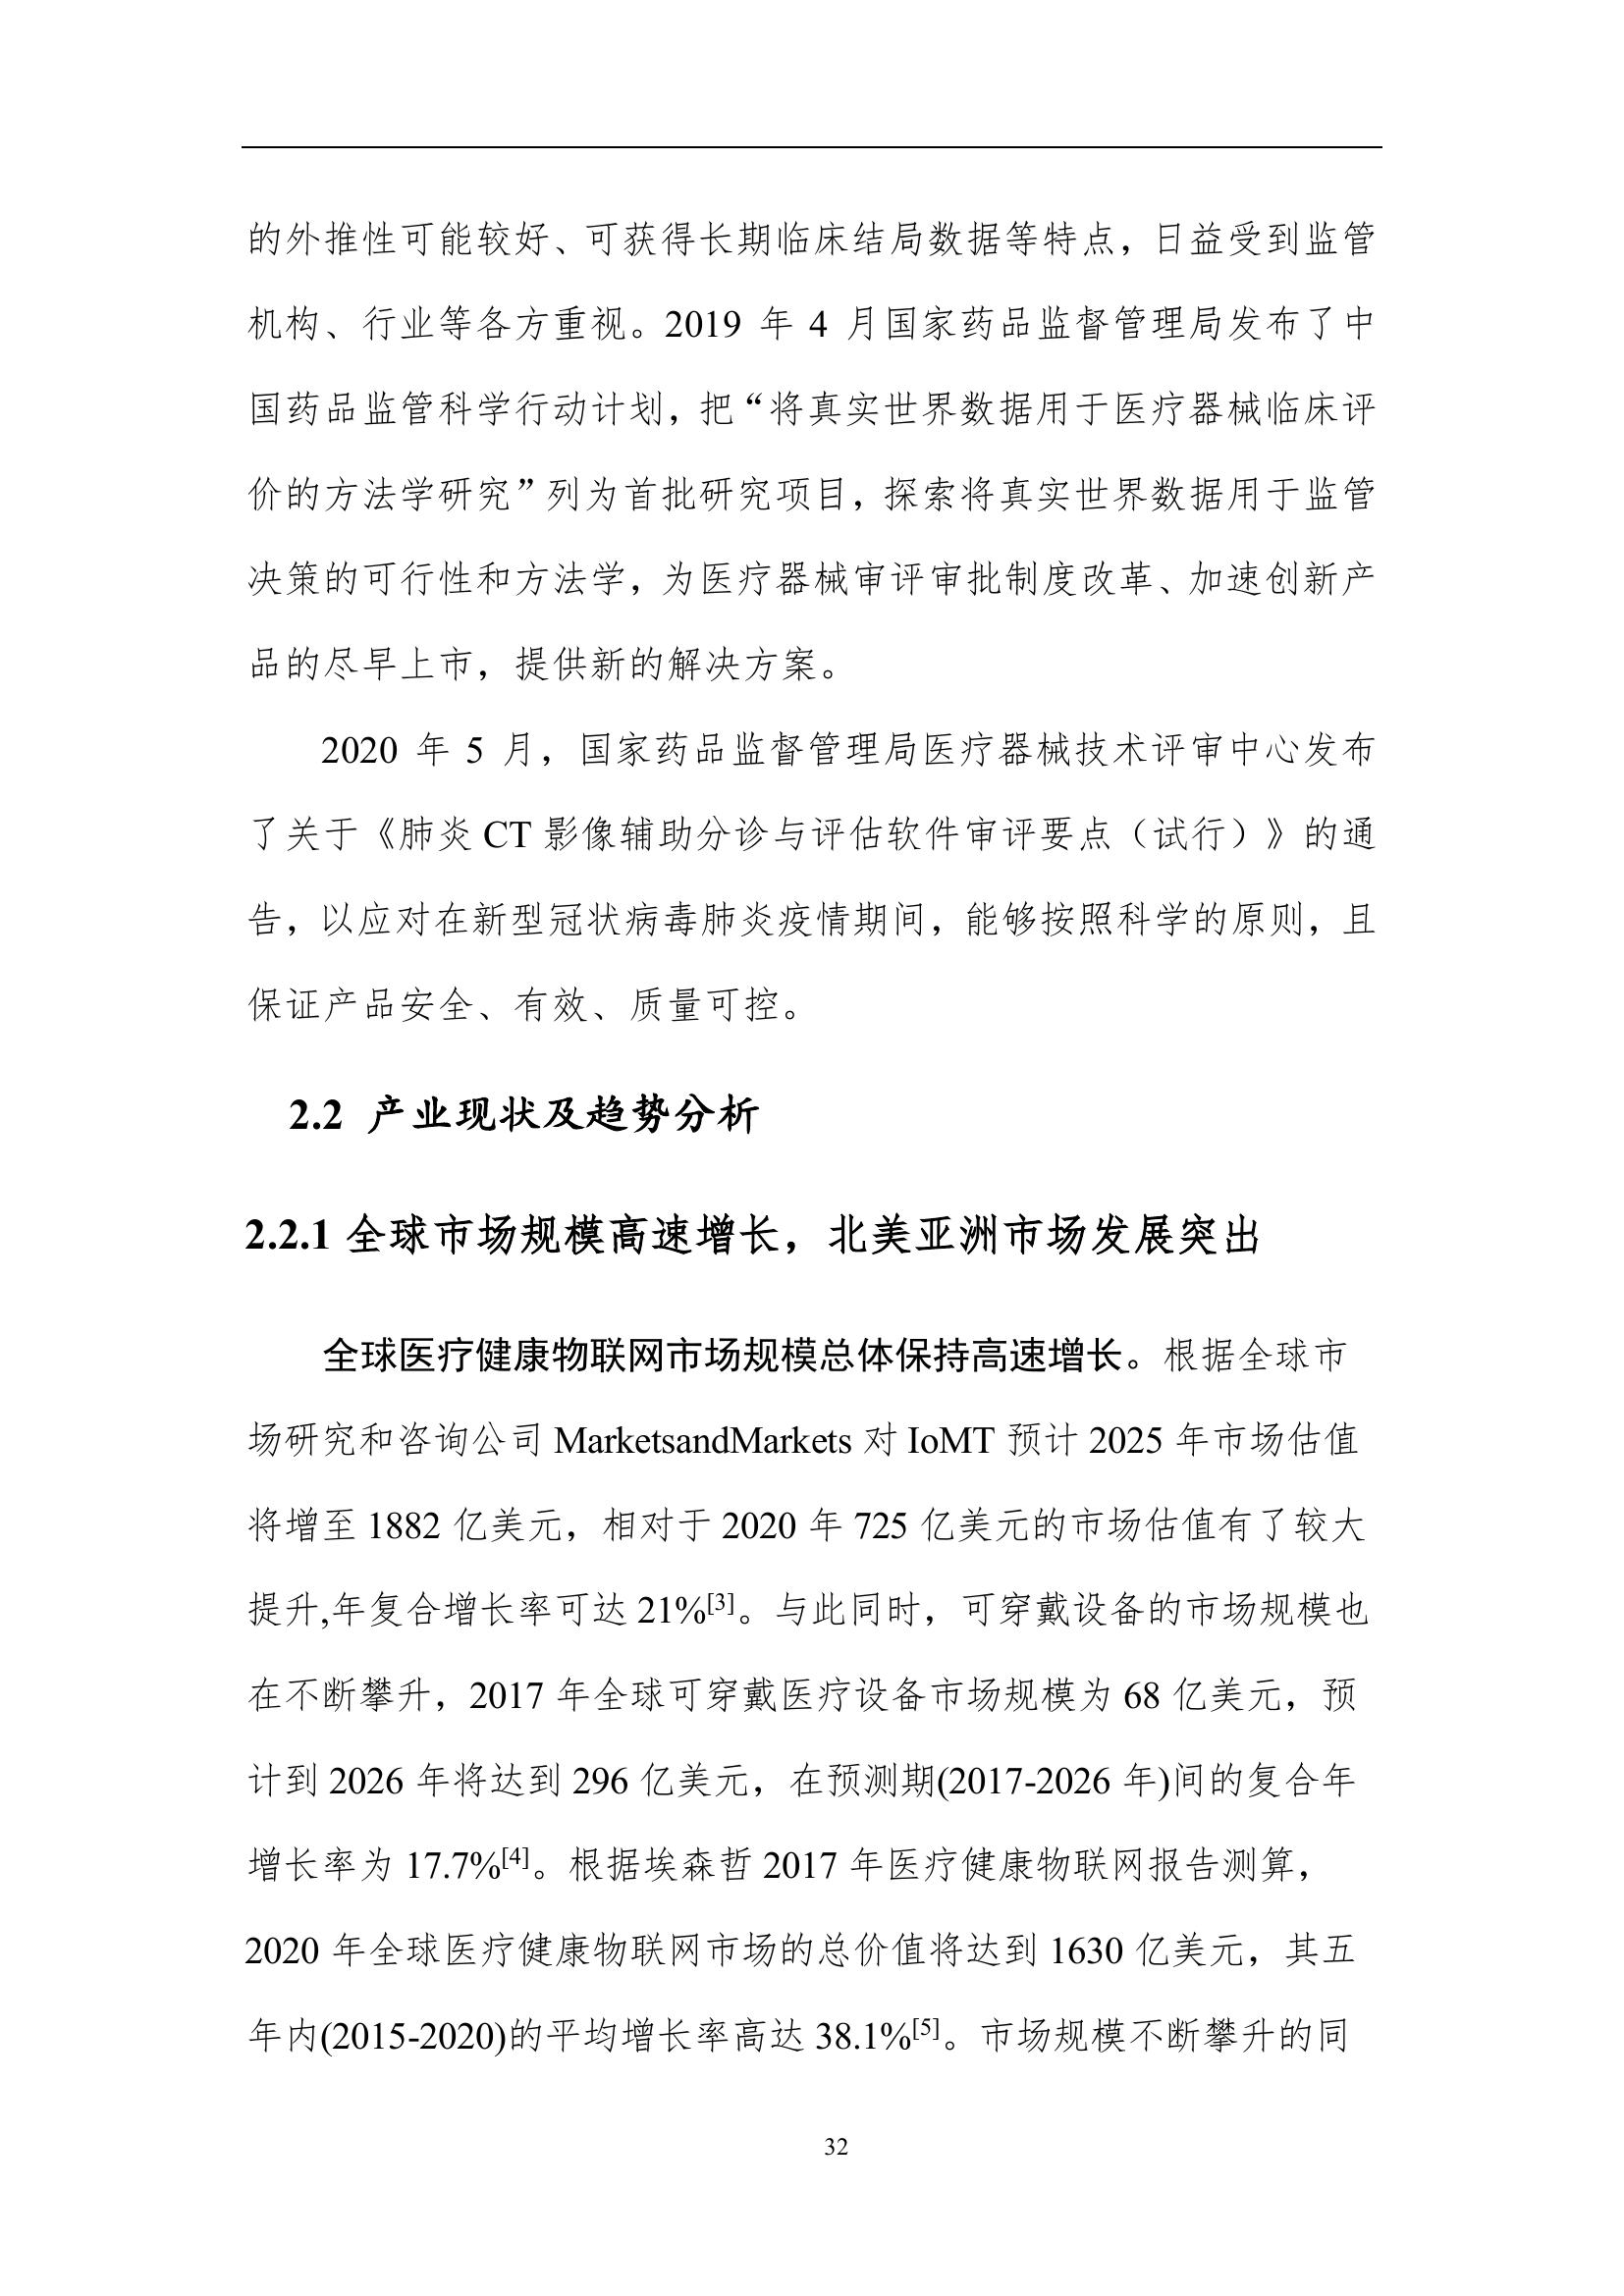 的外推性可能较好、可获得长期临床结局数据等特点，日益受到监管
机构、行业等各方重视。2019 年 4 月国家药品监督管理局发布了中
国药品监管科学行动计划，把“将真实世界数据用于医疗器械临床评
价的方法学研究”列为首批研究项目，探索将真实世界数据用于监管
决策的可行性和方法学，为医疗器械审评审批制度改革、加速创新产
品的尽早上市，提供新的解决方案。
2020 年 5 月，国家药品监督管理局医疗器械技术评审中心发布
了关于《肺炎 CT 影像辅助分诊与评估软件审评要点（试行）》的通
告，以应对在新型冠状病毒肺炎疫情期间，能够按照科学的原则，且
保证产品安全、有效、质量可控。
2.2 产业现状及趋势分析
2.2.1 全球市场规模高速增长，北美亚洲市场发展突出
全球医疗健康物联网市场规模总体保持高速增长。根据全球市
场研究和咨询公司 MarketsandMarkets 对 IoMT 预计 2025 年市场估值
将增至 1882 亿美元，相对于 2020 年 725 亿美元的市场估值有了较大
提升,年复合增长率可达 21%[3]。与此同时，可穿戴设备的市场规模也
在不断攀升，2017 年全球可穿戴医疗设备市场规模为 68 亿美元，预
计到 2026 年将达到 296 亿美元，在预测期(2017-2026 年)间的复合年
增长率为 17.7%[4]。根据埃森哲 2017 年医疗健康物联网报告测算，
2020 年全球医疗健康物联网市场的总价值将达到 1630 亿美元，其五
年内(2015-2020)的平均增长率高达 38.1%[5]。市场规模不断攀升的同
32